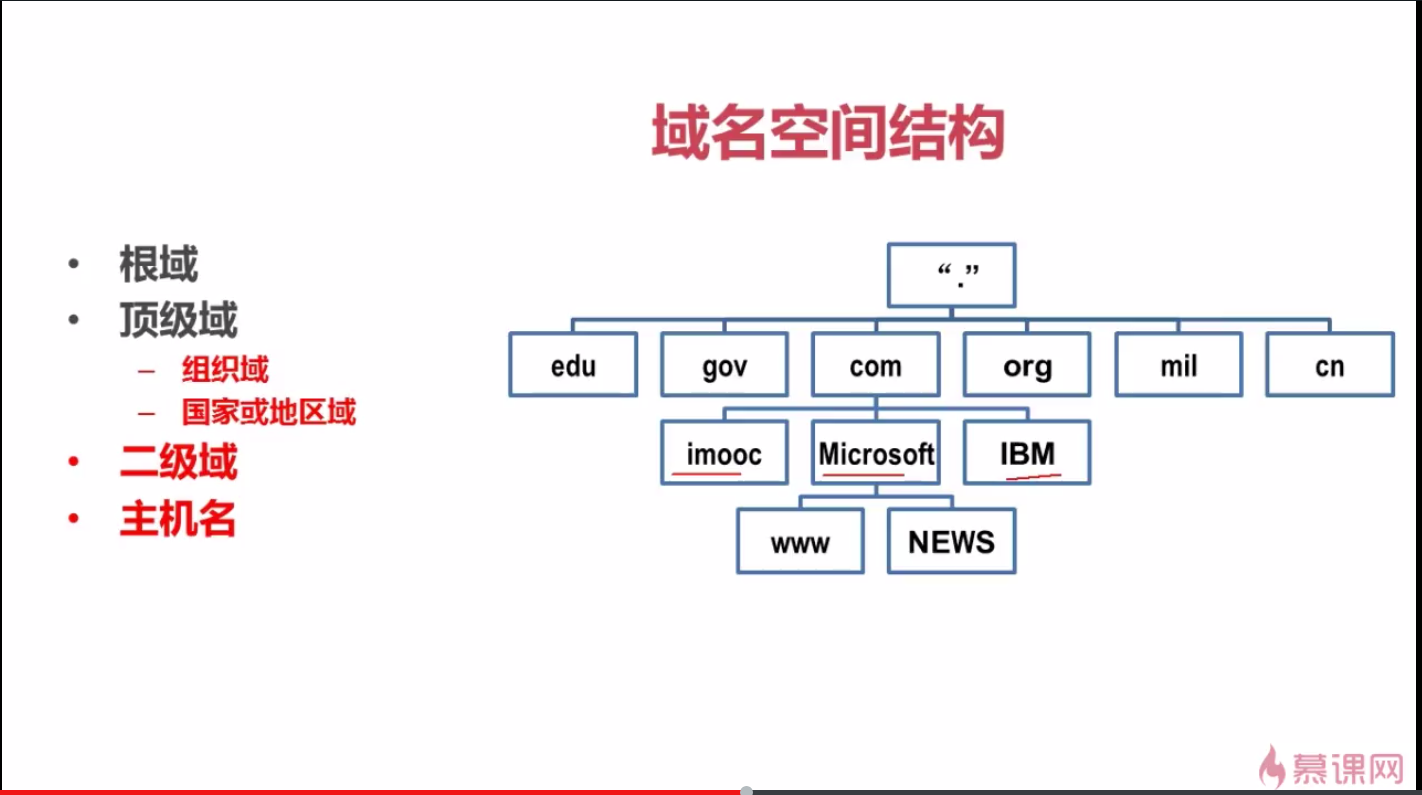 域名空间结构
• 根域
• 顶级域
– 组织域
– 国家或地区域
• 二级域
• 主机名
“.”
edu gov com org mil cn
imooc Microsoft IBM
www NEWS
慕课网